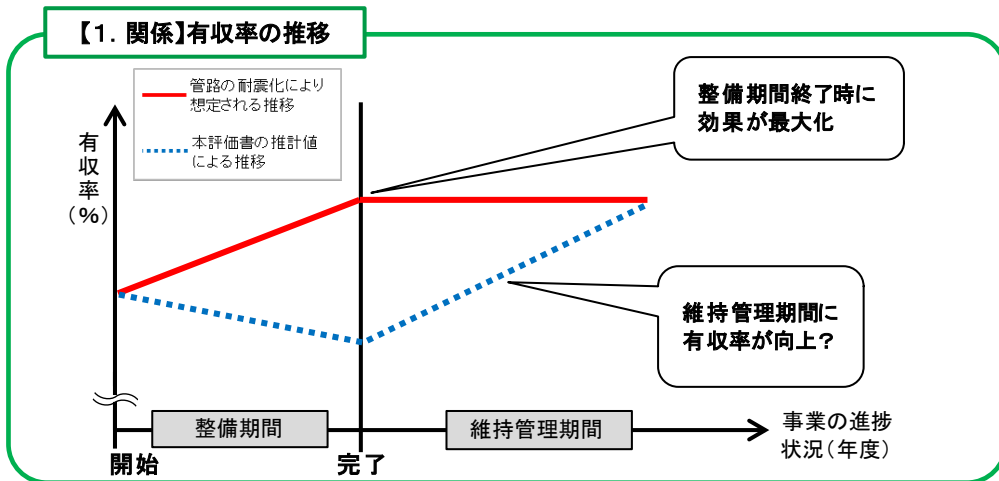 【1．関係】有収率の推移
管路の耐震化により
想定される推移
本評価書の推計値
による推移
有収率(％)
整備期間終了時に
効果が最大化
維持管理期間に
有収率が向上？
整備期間
維持管理期間
事業の進捗
状況(年度)
開始
完了